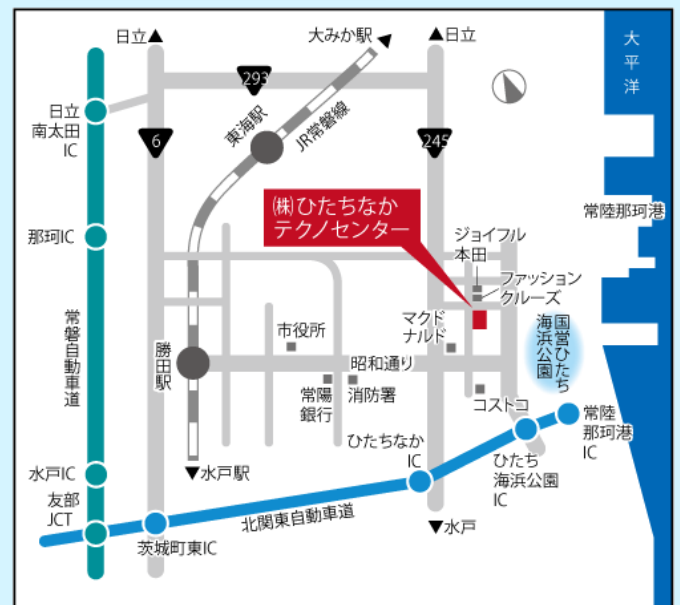 日立▲
大みか駅
▲日立
大平洋
293
日立
南太田
IC
東海駅
JR常磐線
6
245
㈱ひたちなか
テクノセンター
常陸那珂港
那珂IC
ジョイフル
本田
ファッション
クルーズ
常磐自動車道
勝田駅
市役所
マクド
ナルド
国営ひたち
海浜公園
昭和通り
常陽
銀行
消防署
コストコ
常陸
那珂港
IC
ひたちなか
IC
ひたち
海浜公園
IC
水戸IC
▼水戸駅
友部
JCT
北関東自動車道
茨城町東IC
▼水戸